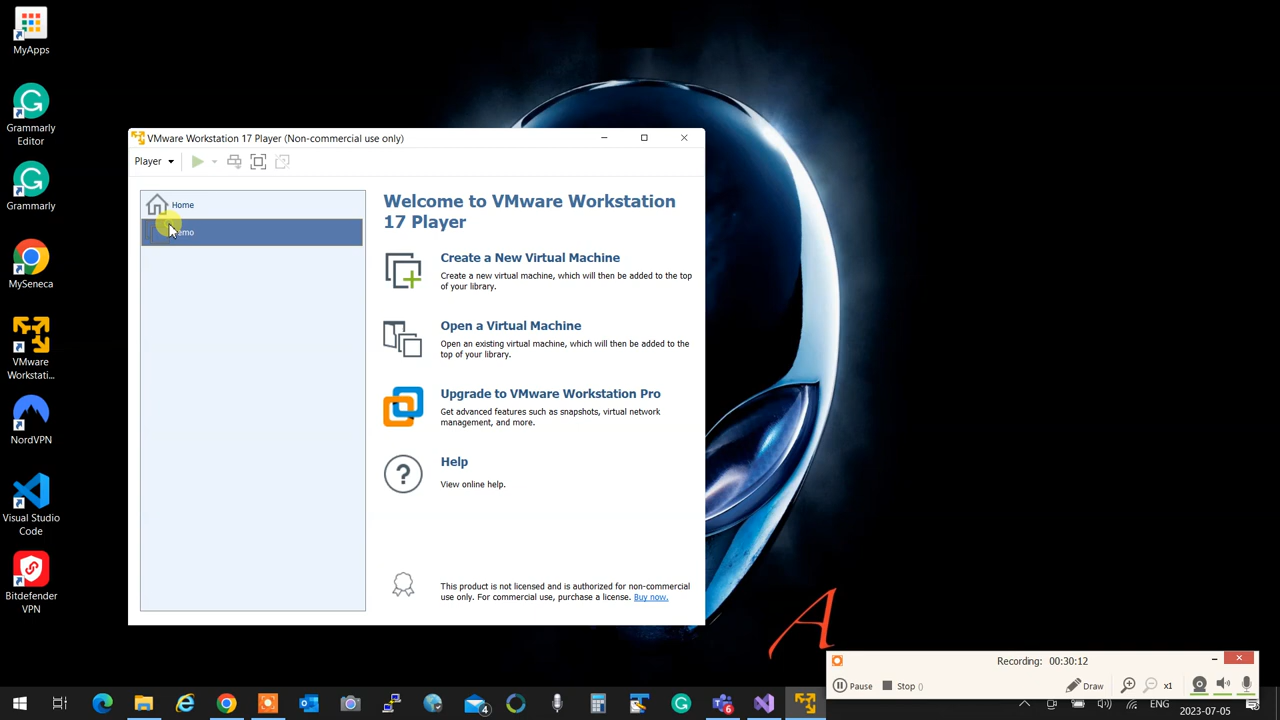 MyApps
Grammarly
Editor
Grammarly
MySeneca
VMware
Workstati...
NordVPN
Visual Studio
Code
Bitdefender
VPN
VMware Workstation 17 Player (Non-commercial use only)
Player
Home
Welcome to VMware Workstation
17 Player
Create a New Virtual Machine
Create a new virtual machine, which will then be added to the top
of your library.
Open a Virtual Machine
Open an existing virtual machine, which will then be added to the
top of your library.
Upgrade to VMware Workstation Pro
Get advanced features such as snapshots, virtual network
management, and more.
Help
View online help.
This product is not licensed and is authorized for non-commercial
use only. For commercial use, purchase a license. Buy now.
A
Recording: 00:30:12
Pause
Stop ()
Draw
x1
4
6
ENG
2023-07-05